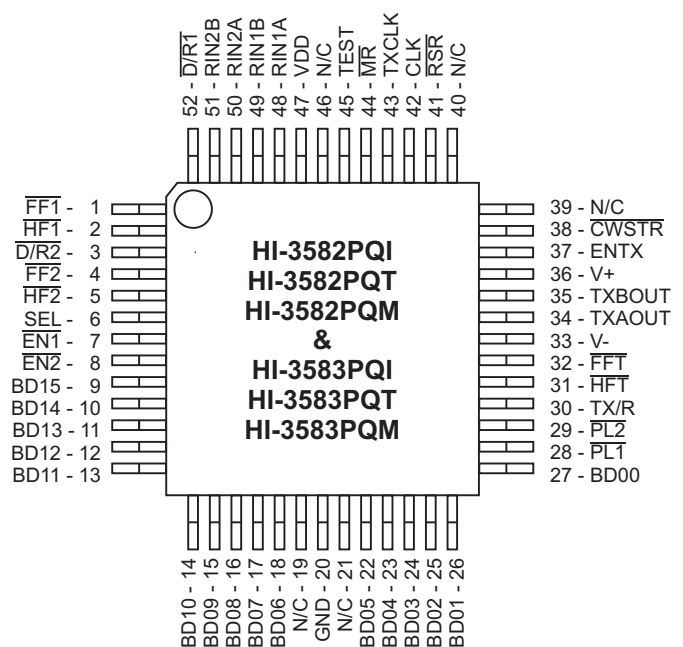 52 - D/R1
51 - RIN2B
50 - RIN2A
49 - RIN1B
48 - RIN1A
47 - VDD
46 - N/C
45 - TEST
44 - MR
43 - TXCLK
42 - CLK
41 - RSR
40 - N/C
FF1 - 1
HF1 - 2
D/R2 - 3
FF2 - 4
HF2 - 5
SEL - 6
EN1 - 7
EN2 - 8
BD15 - 9
BD14 - 10
BD13 - 11
BD12 - 12
BD11 - 13
HI-3582PQI
HI-3582PQT
HI-3582PQM
&
HI-3583PQI
HI-3583PQT
HI-3583PQM
39 - N/C
38 - CWSTR
37 - ENTX
36 - V+
35 - TXBOUT
34 - TXAOUT
33 - V-
32 - FFT
31 - HFT
30 - TX/R
29 - PL2
28 - PL1
27 - BD00
BD10 - 14
BD09 - 15
BD08 - 16
BD07 - 17
BD06 - 18
N/C - 19
GND - 20
N/C - 21
BD05 - 22
BD04 - 23
BD03 - 24
BD02 - 25
BD01 - 26